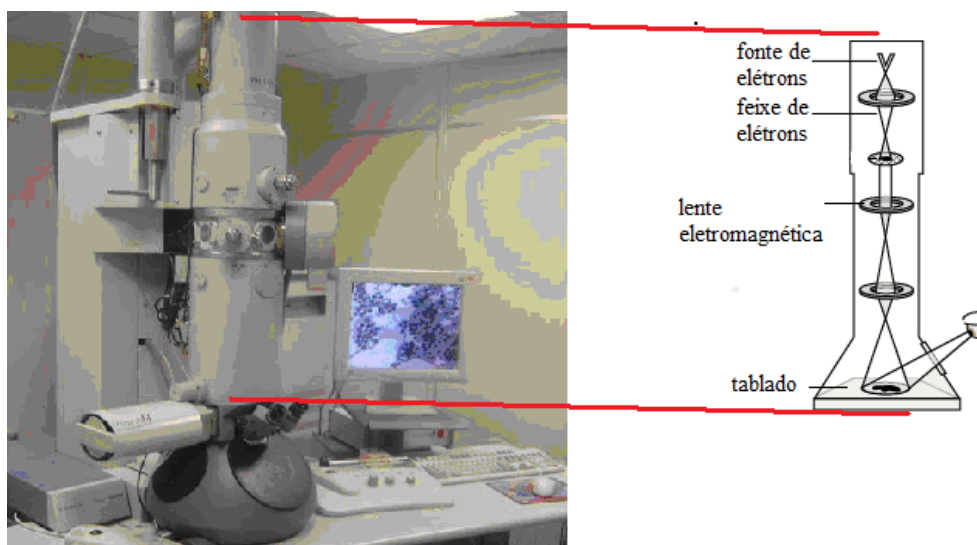 fonte de
elétrons
feixe de
elétrons
lente
eletromagnética
tablado